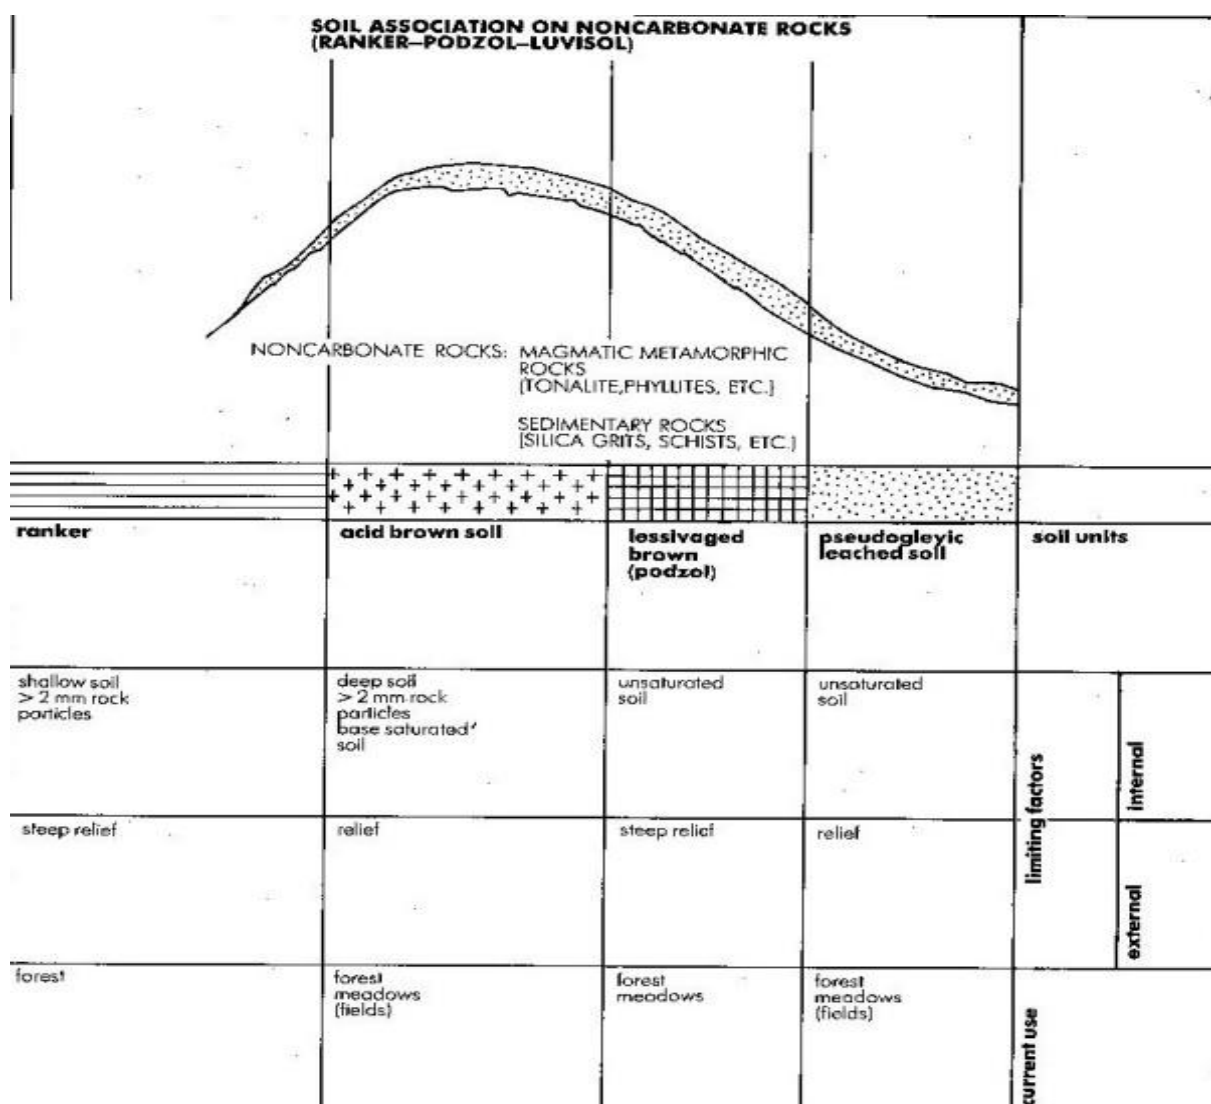 SOIL ASSOCIATION ON NONCARBONATE ROCKS
(RANKER–PODZOL–LUVISOL)
NONCARBONATE ROCKS: MAGMATIC METAMORPHIC
ROCKS
(TONALITE,PHYLLITES, ETC.)
SEDIMENTARY ROCKS
(SILICA GRITS, SCHISTS, ETC.)
ranker
acid brown soil
lessivaged
brown
(podzol)
pseudogleyic
leached soil
soil units
shallow soil
> 2 mm rock
particles
deep soil
> 2 mm rock
particles
base saturated
soil
unsaturated
soil
unsaturated
soil
limiting factors
internal
steep relief
relief
steep relief
relief
external
forest
forest
meadows
(fields)
forest
meadows
forest
meadows
(fields)
current use